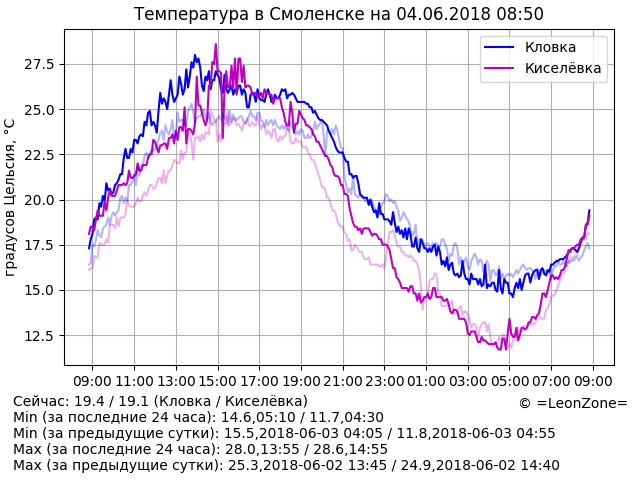 Температура в Смоленске на 04.06.2018 08:50
Кловка
Киселёвка
градусов Цельсия, °C
27.5
25.0
22.5
20.0
17.5
15.0
12.5
09:00 11:00 13:00 15:00 17:00 19:00 21:00 23:00 01:00 03:00 05:00 07:00 09:00
Сейчас: 19.4 / 19.1 (Кловка / Киселёвка)
© =LeonZone=
Min (за последние 24 часа): 14.6,05:10 / 11.7,04:30
Min (за предыдущие сутки): 15.5,2018-06-03 04:05 / 11.8,2018-06-03 04:55
Max (за последние 24 часа): 28.0,13:55 / 28.6,14:55
Max (за предыдущие сутки): 25.3,2018-06-02 13:45 / 24.9,2018-06-02 14:40